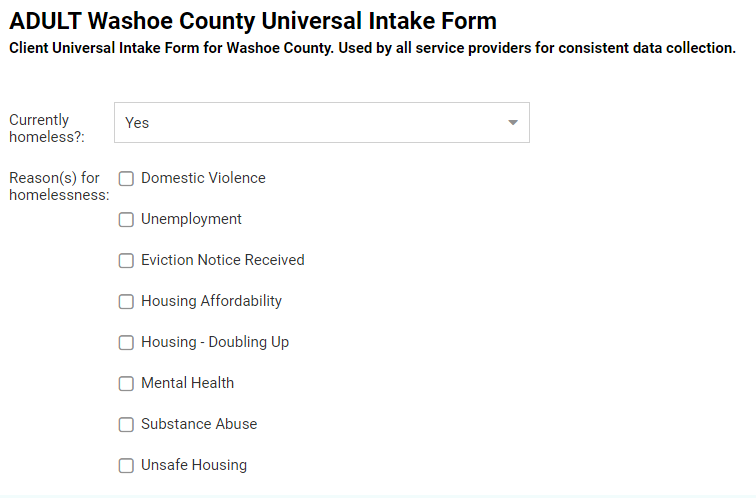 ADULT Washoe County Universal Intake Form
Client Universal Intake Form for Washoe County. Used by all service providers for consistent data collection.
Currently
homeless?:
Yes
Reason(s) for
homelessness:
Domestic Violence
Unemployment
Eviction Notice Received
Housing Affordability
Housing - Doubling Up
Mental Health
Substance Abuse
Unsafe Housing